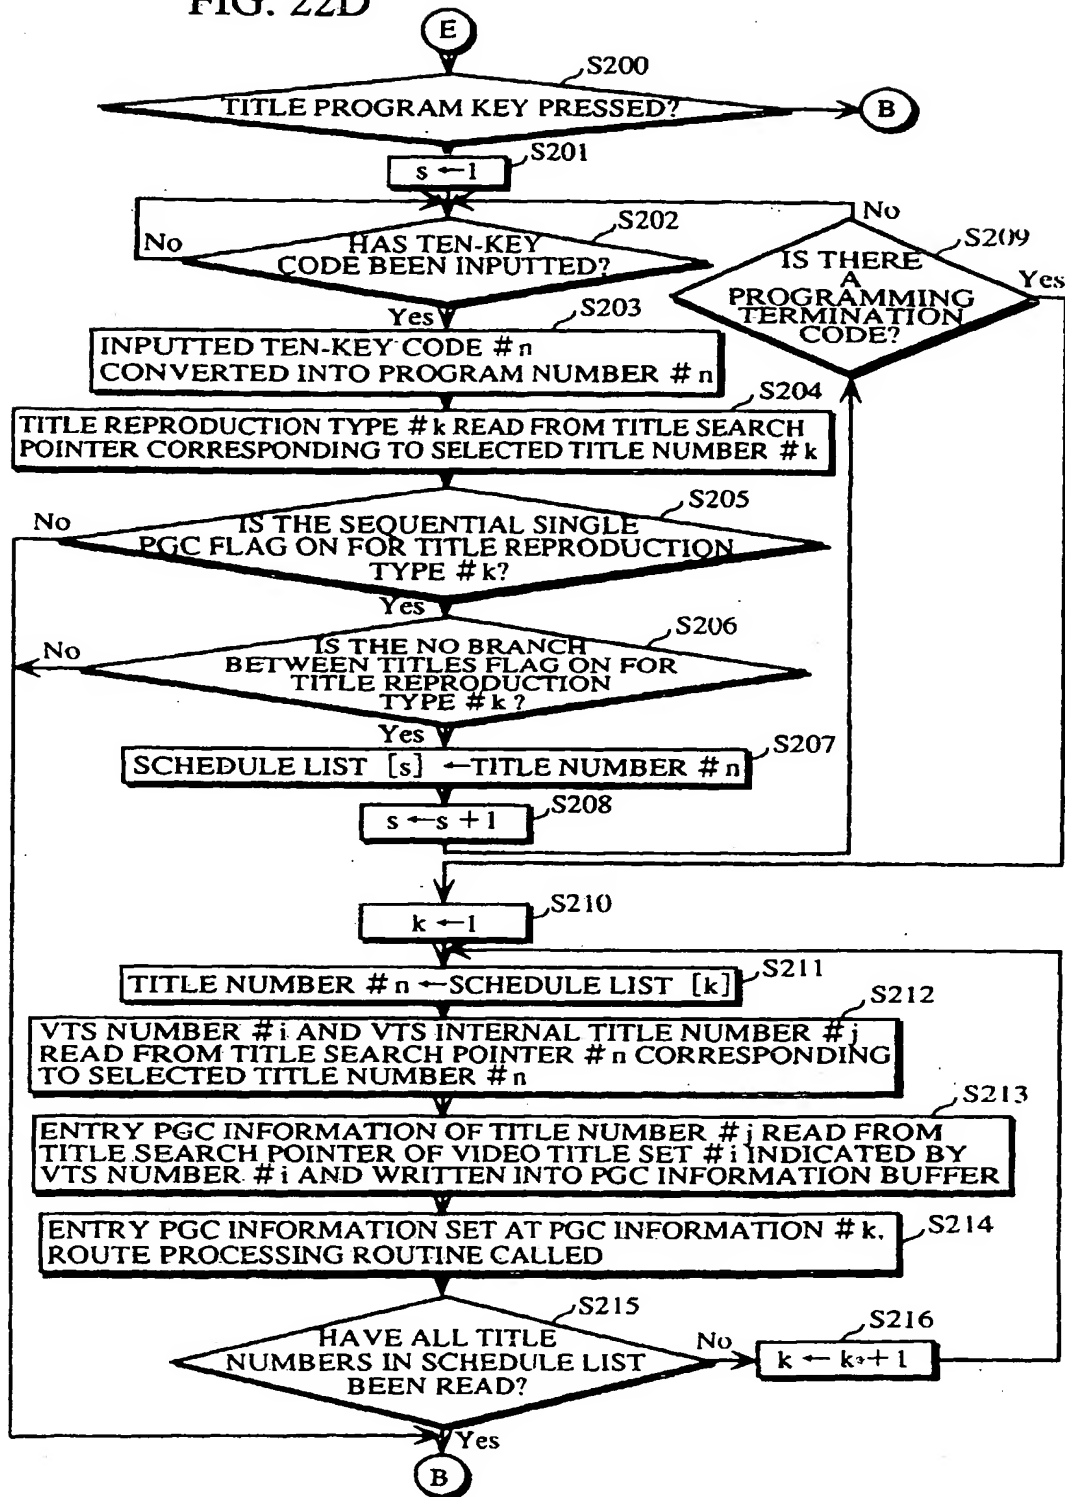 FIG. 22D
E
S200
TITLE PROGRAM KEY PRESSED?
B
S201
s ← 1
No
S202
HAS TEN-KEY
CODE BEEN INPUTTED?
No
S209
IS THERE
A
PROGRAMMING
TERMINATION
CODE?
Yes
Yes
S203
INPUTTED TEN-KEY CODE #n
CONVERTED INTO PROGRAM NUMBER #n
S204
TITLE REPRODUCTION TYPE #k READ FROM TITLE SEARCH
POINTER CORRESPONDING TO SELECTED TITLE NUMBER #k
S205
No
IS THE SEQUENTIAL SINGLE
PGC FLAG ON FOR TITLE REPRODUCTION
TYPE #k?
Yes
S206
No
IS THE NO BRANCH
BETWEEN TITLES FLAG ON FOR
TITLE REPRODUCTION
TYPE #k?
Yes
S207
SCHEDULE LIST [s] ← TITLE NUMBER #n
S208
s ← s + 1
S210
k ← 1
S211
TITLE NUMBER #n ← SCHEDULE LIST [k]
S212
VTS NUMBER #i AND VTS INTERNAL TITLE NUMBER #j
READ FROM TITLE SEARCH POINTER #n CORRESPONDING
TO SELECTED TITLE NUMBER #n
S213
ENTRY PGC INFORMATION OF TITLE NUMBER #j READ FROM
TITLE SEARCH POINTER OF VIDEO TITLE SET #i INDICATED BY
VTS NUMBER #i AND WRITTEN INTO PGC INFORMATION BUFFER
S214
ENTRY PGC INFORMATION SET AT PGC INFORMATION #k,
ROUTE PROCESSING ROUTINE CALLED
S215
HAVE ALL TITLE
NUMBERS IN SCHEDULE LIST
BEEN READ?
No
S216
k ← k + 1
Yes
B